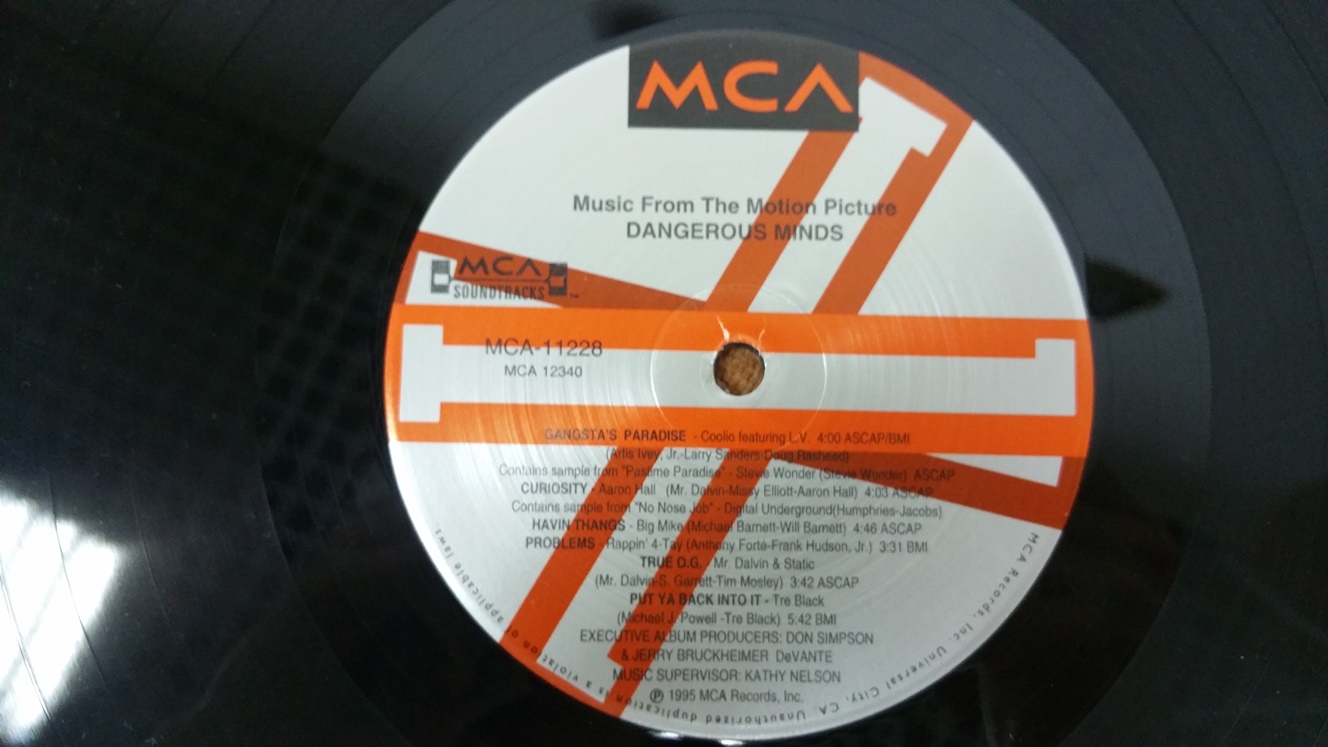 MCA
Music From The Motion Picture
DANGEROUS MINDS
MCA
SOUNDTRACKS ™
MCA-11228
MCA 12340
GANGSTA'S PARADISE - Coolio featuring L.V. 4:00 ASCAP/BMI
(Artis Ivey, Jr.-Larry Sanders Doug Rasheed)
Contains sample from "Pastime Paradise" - Stevie Wonder (Stevie Wonder) ASCAP
CURIOSITY - Aaron Hall (Mr. Dalvin-Missy Elliott-Aaron Hall) 4:03 ASCAP
Contains sample from "No Nose Job" - Digital Underground(Humphries-Jacobs)
HAVIN THANGS - Big Mike (Michael Barnett-Will Barnett) 4:46 ASCAP
PROBLEMS - Rappin' 4-Tay (Anthony Forte-Frank Hudson, Jr.) 3:31 BMI
TRUE O.G. - Mr. Dalvin & Static
(Mr. Dalvin-S. Garrett-Tim Mosley) 3:42 ASCAP
PUT YA BACK INTO IT - Tre Black
(Michael J. Powell -Tre Black) 5:42 BMI
EXECUTIVE ALBUM PRODUCERS: DON SIMPSON
& JERRY BRUCKHEIMER DeVANTE
MUSIC SUPERVISOR: KATHY NELSON
℗ 1995 MCA Records, Inc.
MCA Records, Inc. Universal City, CA. Unauthorized duplication is a violation of applicable laws.